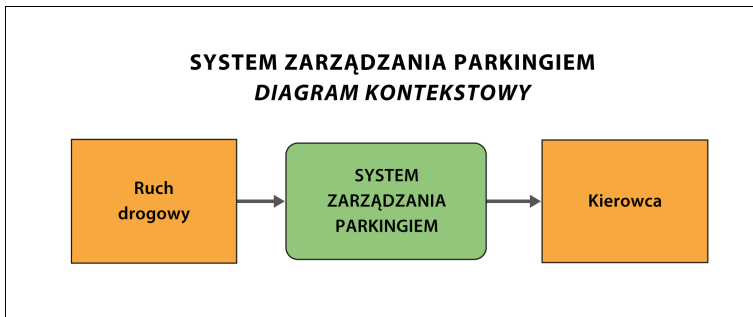 SYSTEM ZARZĄDZANIA PARKINGIEM
DIAGRAM KONTEKSTOWY
Ruch
drogowy
SYSTEM
ZARZĄDZANIA
PARKINGIEM
Kierowca